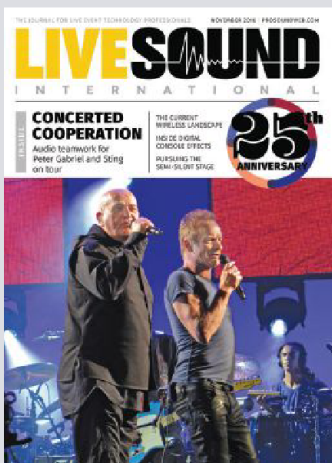 THE JOURNAL FOR LIVE EVENT TECHNOLOGY PROFESSIONALS
NOVEMBER 2016 | PROSOUNDWEB.COM
LIVESOUND
INTERNATIONAL
INSIDE
CONCERTED
COOPERATION
Audio teamwork for
Peter Gabriel and Sting
on tour
THE CURRENT
WIRELESS LANDSCAPE
INSIDE DIGITAL
CONSOLE EFFECTS
PURSUING THE
SEMI-SILENT STAGE
25th
ANNIVERSARY